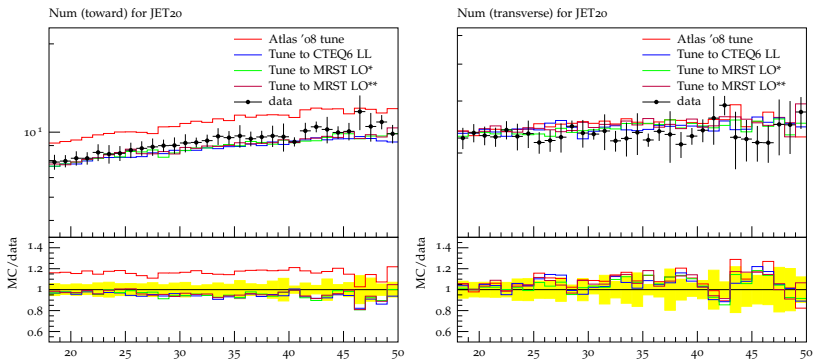 Num (toward) for JET20
Atlas ’08 tune
Tune to CTEQ6 LL
Tune to MRST LO*
Tune to MRST LO**
data
10¹
1.4
1.2
1
0.8
0.6
MC/data
20 25 30 35 40 45 50
Num (transverse) for JET20
Atlas ’08 tune
Tune to CTEQ6 LL
Tune to MRST LO*
Tune to MRST LO**
data
1.4
1.2
1
0.8
0.6
MC/data
20 25 30 35 40 45 50